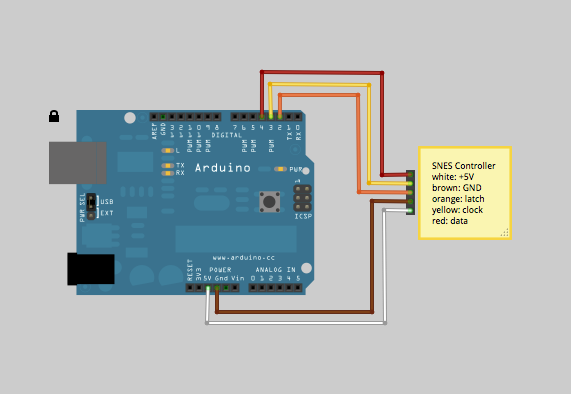 AREF
GND
13
12
11
10
9
8
7
6
5
4
3
2
1
0
PWM
PWM
PWM
PWM
PWM
PWM
TX
RX
DIGITAL
L
TX
RX
Arduino
PWR
1
ICSP
PWR SEL
USB
EXT
www.arduino.cc
RESET
3V3
5V
Gnd
Vin
POWER
ANALOG IN
0 1 2 3 4 5
SNES Controller
white: +5V
brown: GND
orange: latch
yellow: clock
red: data